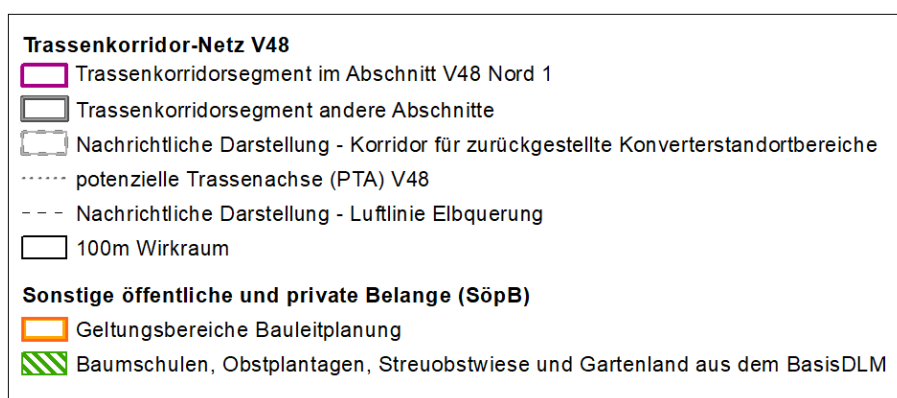 Trassenkorridor-Netz V48
Trassenkorridorsegment im Abschnitt V48 Nord 1
Trassenkorridorsegment andere Abschnitte
Nachrichtliche Darstellung - Korridor für zurückgestellte Konverterstandortbereiche
potenzielle Trassenachse (PTA) V48
Nachrichtliche Darstellung - Luftlinie Elbquerung
100m Wirkraum
Sonstige öffentliche und private Belange (SöpB)
Geltungsbereiche Bauleitplanung
Baumschulen, Obstplantagen, Streuobstwiese und Gartenland aus dem BasisDLM